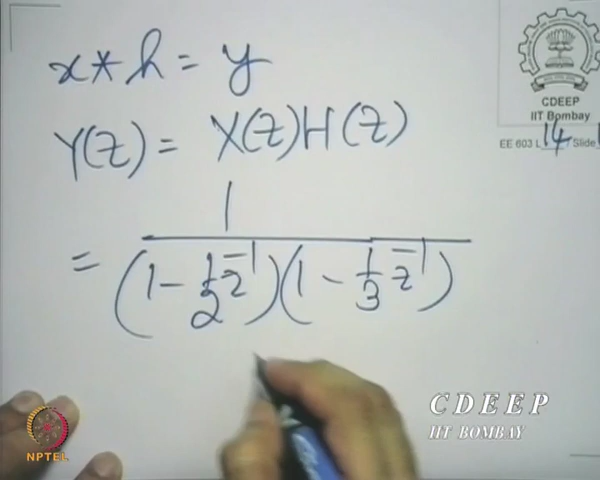 x * h = y
Y(Z) = X(Z)H(Z)
= 1 / (1 - 1/2 z^-1)(1 - 1/3 z^-1)
CDEEP
IIT Bombay
EE 603 L 14 / Slide
NPTEL
CDEEP
IIT BOMBAY